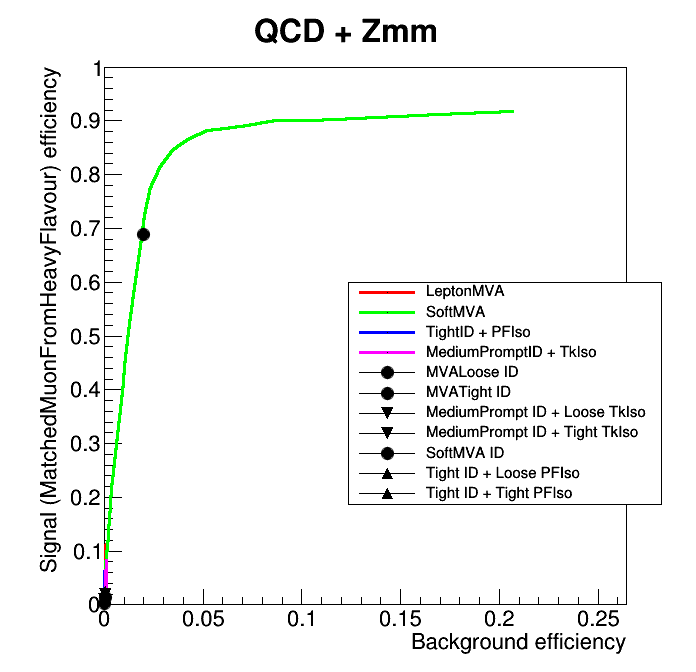 QCD + Zmm
Signal (MatchedMuonFromHeavyFlavour) efficiency
1
0.9
0.8
0.7
0.6
0.5
0.4
0.3
0.2
0.1
0
LeptonMVA
SoftMVA
TightID + PFIso
MediumPromptID + TkIso
MVALoose ID
MVATight ID
MediumPrompt ID + Loose TkIso
MediumPrompt ID + Tight TkIso
SoftMVA ID
Tight ID + Loose PFIso
Tight ID + Tight PFIso
0 0.05 0.1 0.15 0.2 0.25
Background efficiency